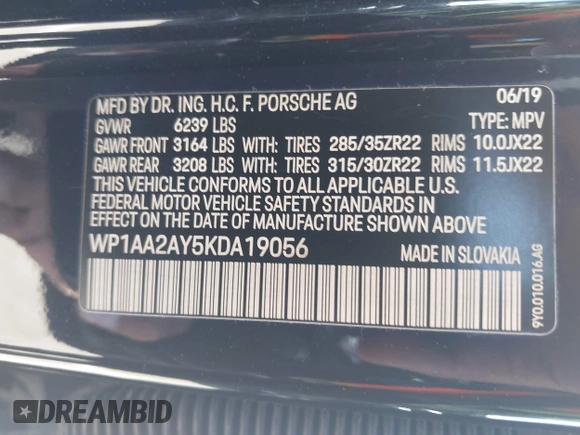 MFD BY DR. ING. H.C. F. PORSCHE AG 06/19
GVWR 6239 LBS TYPE: MPV
GAWR FRONT 3164 LBS WITH: TIRES 285/35ZR22 RIMS 10.0JX22
GAWR REAR 3208 LBS WITH: TIRES 315/30ZR22 RIMS 11.5JX22
THIS VEHICLE CONFORMS TO ALL APPLICABLE U.S.
FEDERAL MOTOR VEHICLE SAFETY STANDARDS IN
EFFECT ON THE DATE OF MANUFACTURE SHOWN ABOVE
WP1AA2AY5KDA19056 MADE IN SLOVAKIA
9Y0.010.016.AG
DREAMBID